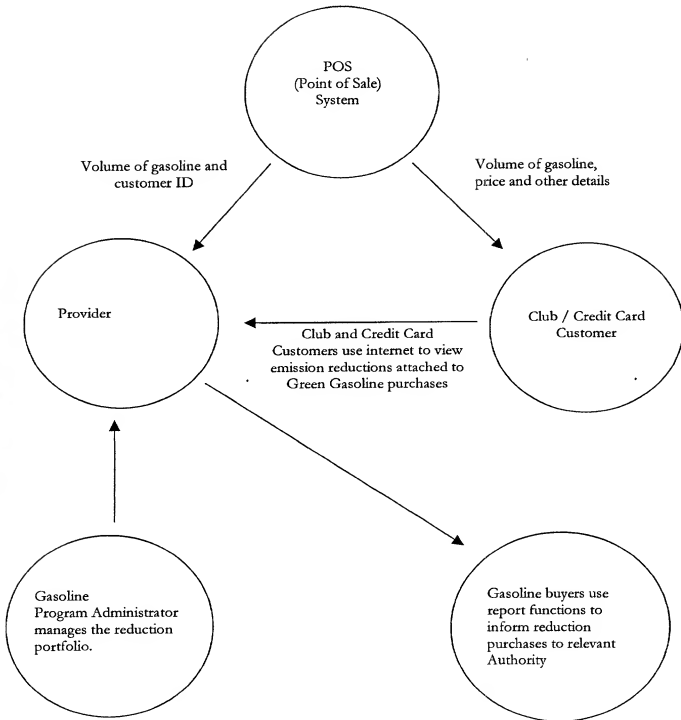 POS
(Point of Sale)
System
Volume of gasoline and
customer ID
Volume of gasoline,
price and other details
Provider
Club / Credit Card
Customer
Club and Credit Card
Customers use internet to view
emission reductions attached to
Green Gasoline purchases
Gasoline
Program Administrator
manages the reduction
portfolio.
Gasoline buyers use
report functions to
inform reduction
purchases to relevant
Authority